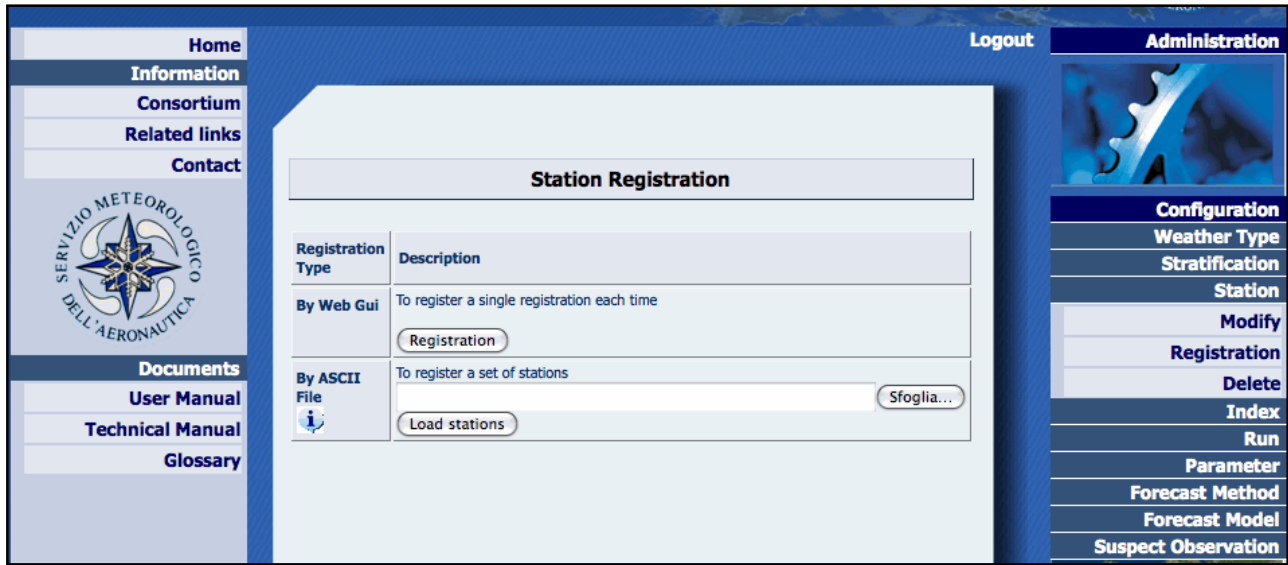 Home
Information
Consortium
Related links
Contact
SERVIZIO METEOROLOGICO
DELL'AERONAUTICA
Documents
User Manual
Technical Manual
Glossary
Logout
Station Registration
Registration Type
Description
By Web Gui
To register a single registration each time
Registration
By ASCII File
To register a set of stations
Sfoglia...
Load stations
Administration
Configuration
Weather Type
Stratification
Station
Modify
Registration
Delete
Index
Run
Parameter
Forecast Method
Forecast Model
Suspect Observation